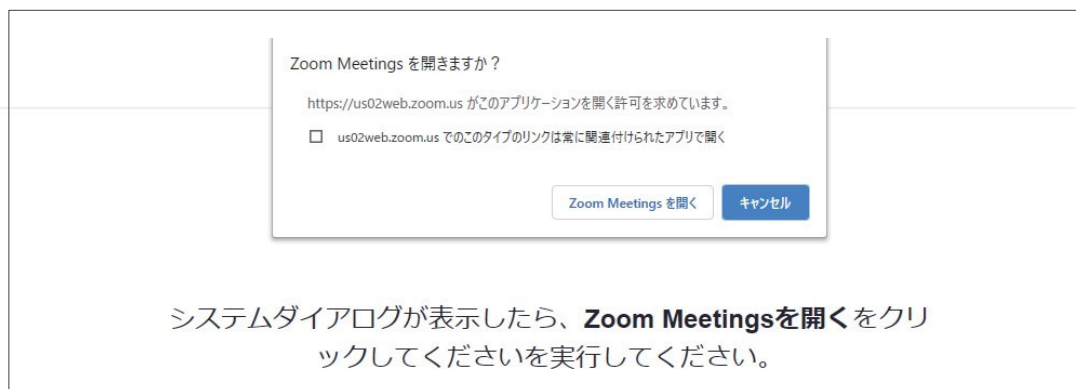 Zoom Meetings を開きますか？
https://us02web.zoom.us がこのアプリケーションを開く許可を求めています。
us02web.zoom.us でのこのタイプのリンクは常に関連付けられたアプリで開く
Zoom Meetings を開く キャンセル
システムダイアログが表示したら、Zoom Meetingsを開くをクリ
ックしてくださいを実行してください。